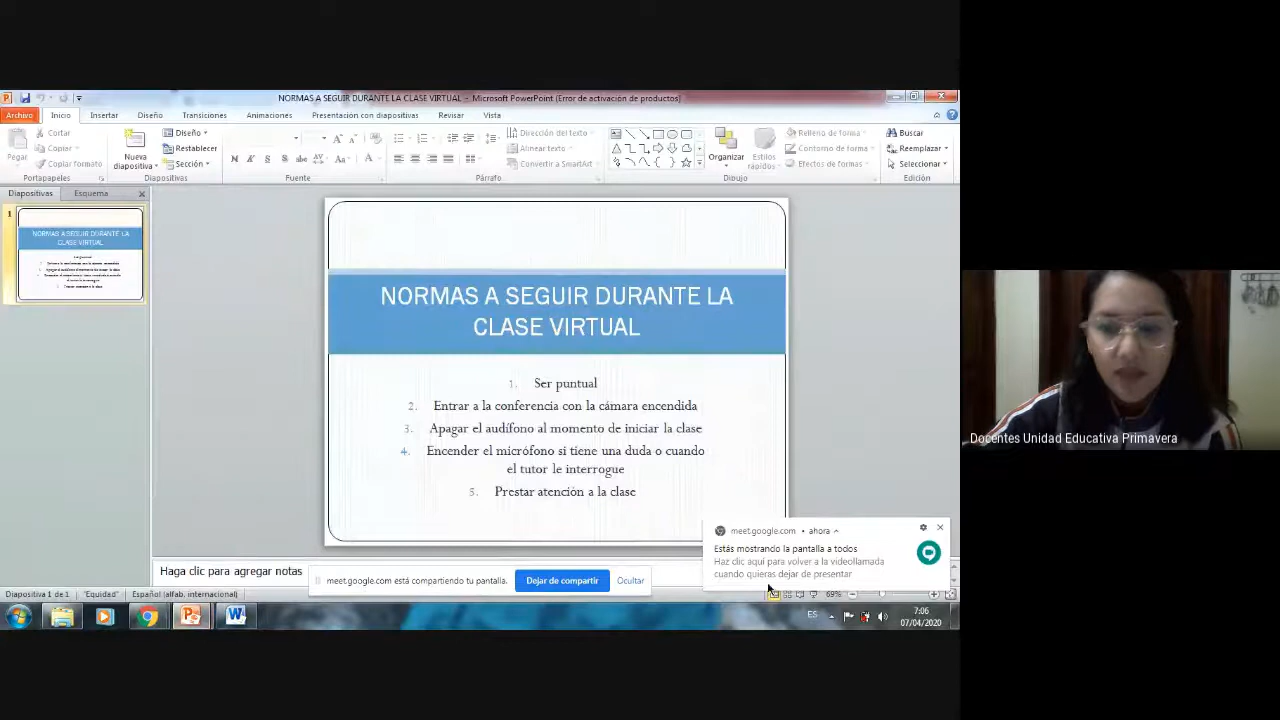 NORMAS A SEGUIR DURANTE LA CLASE VIRTUAL - Microsoft PowerPoint (Error de activación de productos)
Archivo Inicio Insertar Diseño Transiciones Animaciones Presentación con diapositivas Revisar Vista
Pegar
Cortar
Copiar
Copiar formato
Portapapeles
Nueva diapositiva
Diseño
Restablecer
Sección
Diapositivas
N K S S abc AV Aa A
Fuente
Dirección del texto
Alinear texto
Convertir a SmartArt
Párrafo
Organizar
Estilos rápidos
Relleno de forma
Contorno de forma
Efectos de formas
Dibujo
Buscar
Reemplazar
Seleccionar
Edición
Diapositivas Esquema
1
NORMAS A SEGUIR DURANTE LA
CLASE VIRTUAL
NORMAS A SEGUIR DURANTE LA
CLASE VIRTUAL
1. Ser puntual
2. Entrar a la conferencia con la cámara encendida
3. Apagar el audífono al momento de iniciar la clase
4. Encender el micrófono si tiene una duda o cuando
el tutor le interrogue
5. Prestar atención a la clase
Docentes Unidad Educativa Primavera
meet.google.com • ahora
Estás mostrando la pantalla a todos
Haz clic aquí para volver a la videollamada
cuando quieras dejar de presentar
Haga clic para agregar notas
meet.google.com está compartiendo tu pantalla. Dejar de compartir Ocultar
Diapositiva 1 de 1 "Equidad" Español (alfab. internacional) 69%
ES 7:06
07/04/2020